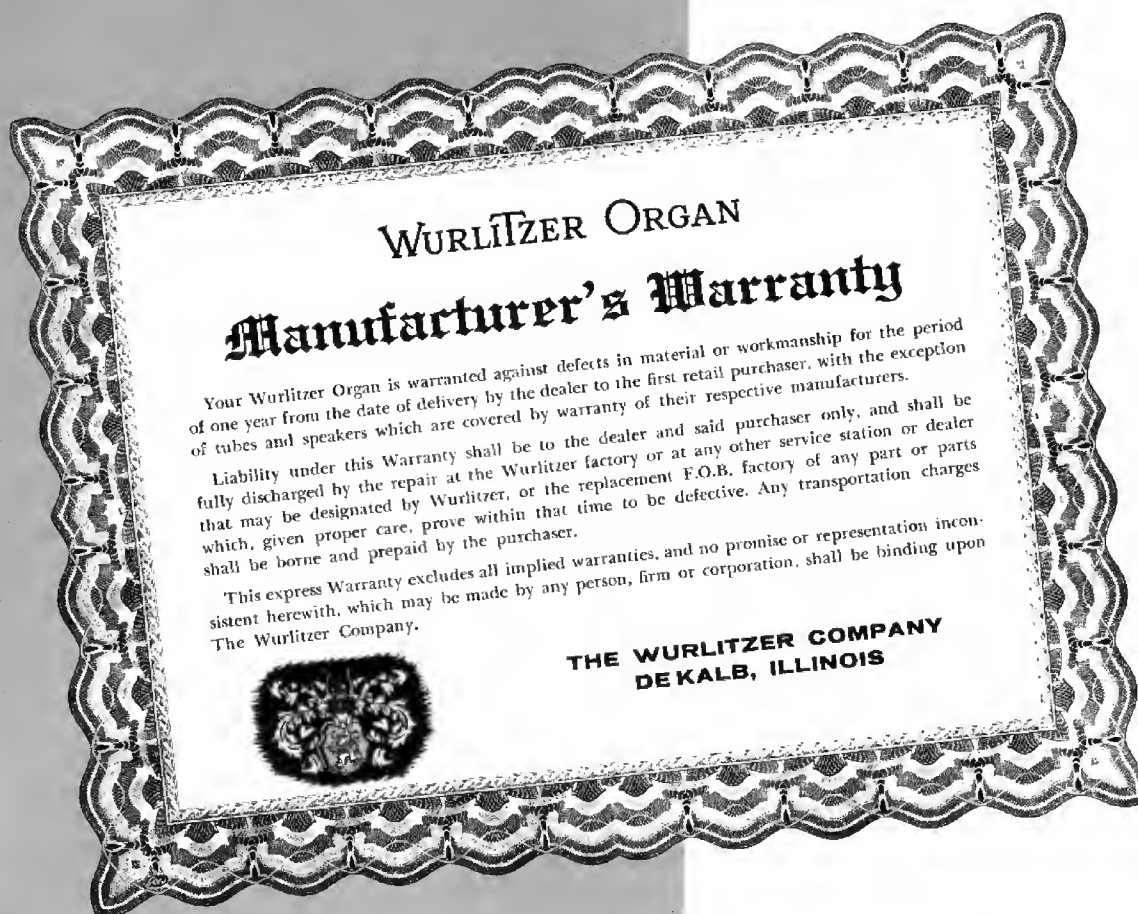 WURLITZER ORGAN
Manufacturer's Warranty
Your Wurlitzer Organ is warranted against defects in material or workmanship for the period
of one year from the date of delivery by the dealer to the first retail purchaser, with the exception
of tubes and speakers which are covered by warranty of their respective manufacturers.
Liability under this Warranty shall be to the dealer and said purchaser only, and shall be
fully discharged by the repair at the Wurlitzer factory or at any other service station or dealer
that may be designated by Wurlitzer, or the replacement F.O.B. factory of any part or parts
which, given proper care, prove within that time to be defective. Any transportation charges
shall be borne and prepaid by the purchaser.
This express Warranty excludes all implied warranties, and no promise or representation incon-
sistent herewith, which may be made by any person, firm or corporation, shall be binding upon
The Wurlitzer Company.
THE WURLITZER COMPANY
DE KALB, ILLINOIS